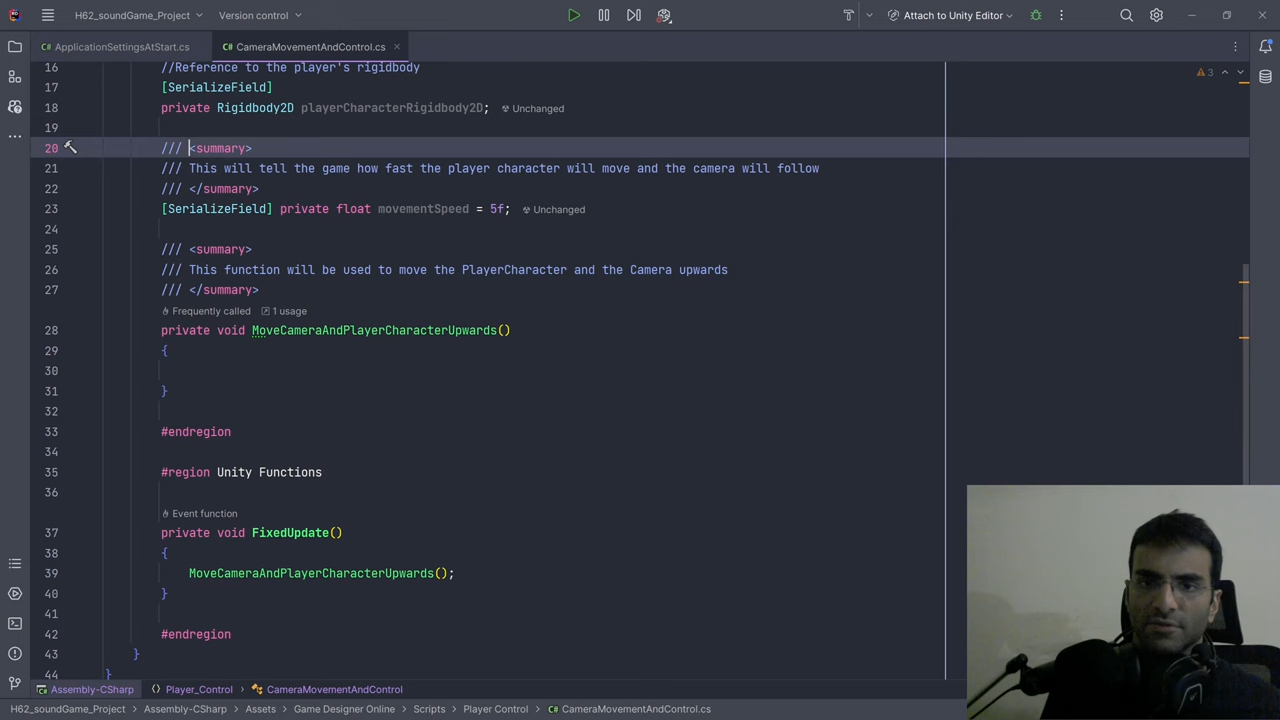 H62_soundGame_Project
Version control
Attach to Unity Editor
ApplicationSettingsAtStart.cs
CameraMovementAndControl.cs
3
16 //Reference to the player's rigidbody
17 [SerializeField]
18 private Rigidbody2D playerCharacterRigidbody2D; Unchanged
19
20 /// <summary>
21 /// This will tell the game how fast the player character will move and the camera will follow
22 /// </summary>
23 [SerializeField] private float movementSpeed = 5f; Unchanged
24
25 /// <summary>
26 /// This function will be used to move the PlayerCharacter and the Camera upwards
27 /// </summary>
Frequently called 1 usage
28 private void MoveCameraAndPlayerCharacterUpwards()
29 {
30
31 }
32
33 #endregion
34
35 #region Unity Functions
36
Event function
37 private void FixedUpdate()
38 {
39 MoveCameraAndPlayerCharacterUpwards();
40 }
41
42 #endregion
43 }
44 }
Assembly-CSharp Player_Control CameraMovementAndControl
H62_soundGame_Project Assembly-CSharp Assets Game Designer Online Scripts Player Control CameraMovementAndControl.cs